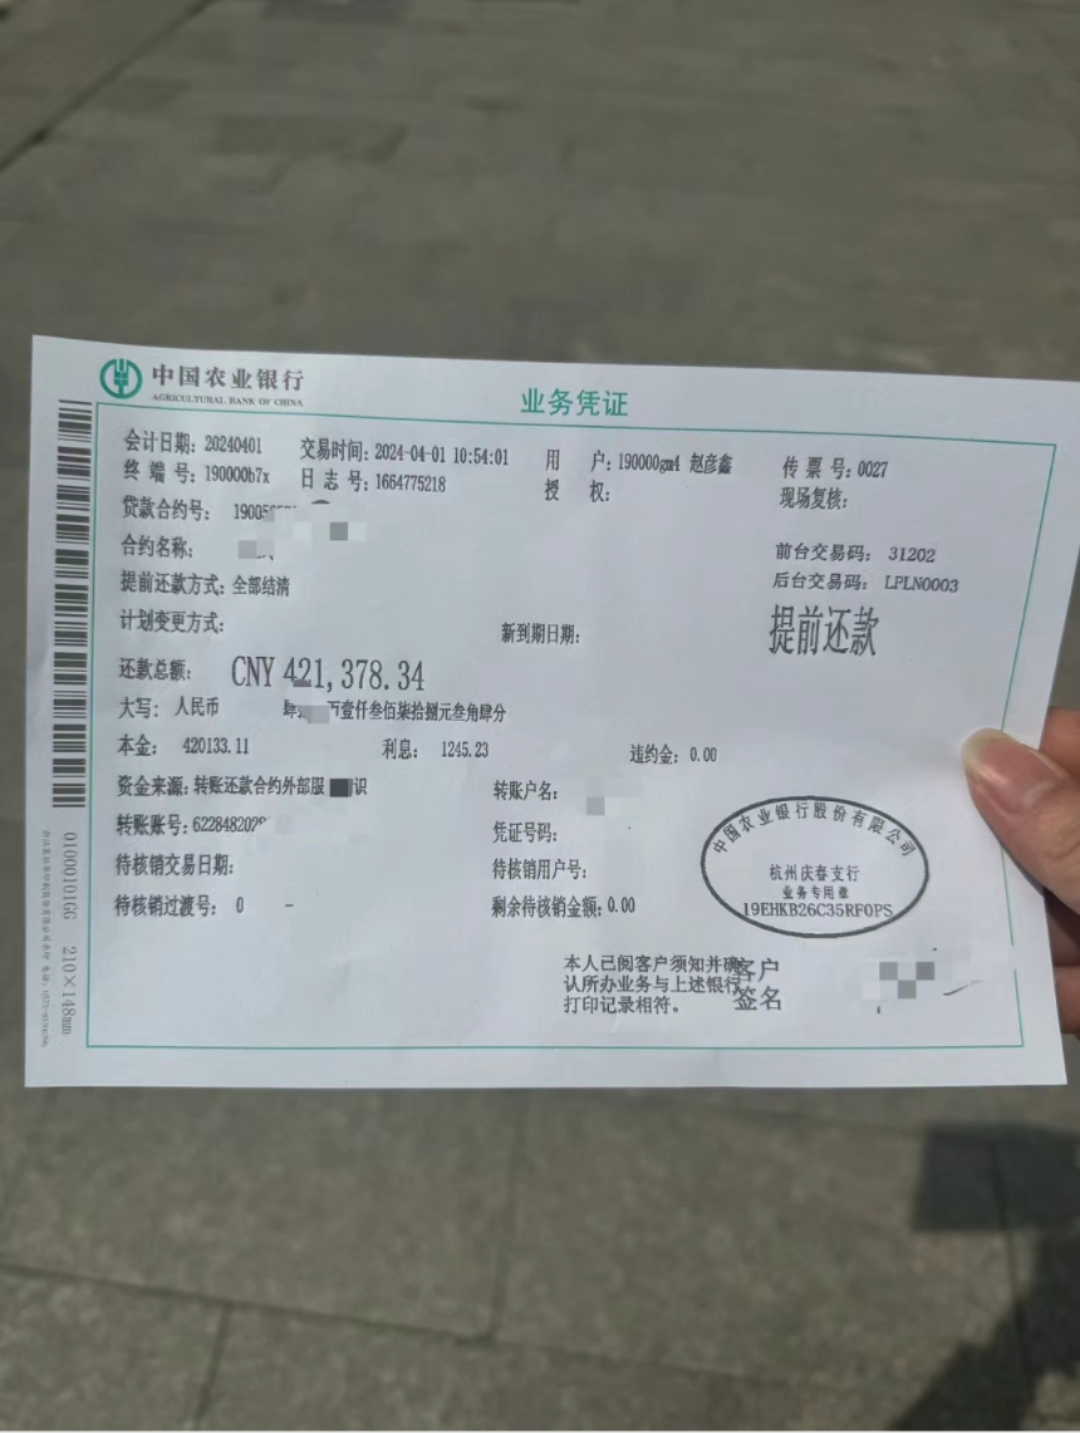 中国农业银行
AGRICULTURAL BANK OF CHINA
业务凭证
会计日期: 20240401 交易时间: 2024-04-01 10:54:01 用 户: 190000gm4 赵彦鑫 传票号: 0027
终端号: 190000b7x 日志号: 1664775218 授 权: 现场复核:
贷款合约号: 19005
合约名称: 前台交易码: 31202
提前还款方式: 全部结清 后台交易码: LPLN0003
计划变更方式: 新到期日期: 提前还款
还款总额: CNY 421,378.34
大写: 人民币 肆 万壹仟叁佰柒拾捌元叁角肆分
本金: 420133.11 利息: 1245.23 违约金: 0.00
资金来源: 转账还款合约外部服 识 转账户名:
转账账号: 622848202 凭证号码:
待核销交易日期: 待核销用户号:
待核销过渡号: 0 - 剩余待核销金额: 0.00
中国农业银行股份有限公司
杭州庆春支行
业务专用章
19EHKB26C35RFOPS
本人已阅客户须知并确
认所办业务与上述银行
打印记录相符。
客户
签名
01000101GG 210×148mm